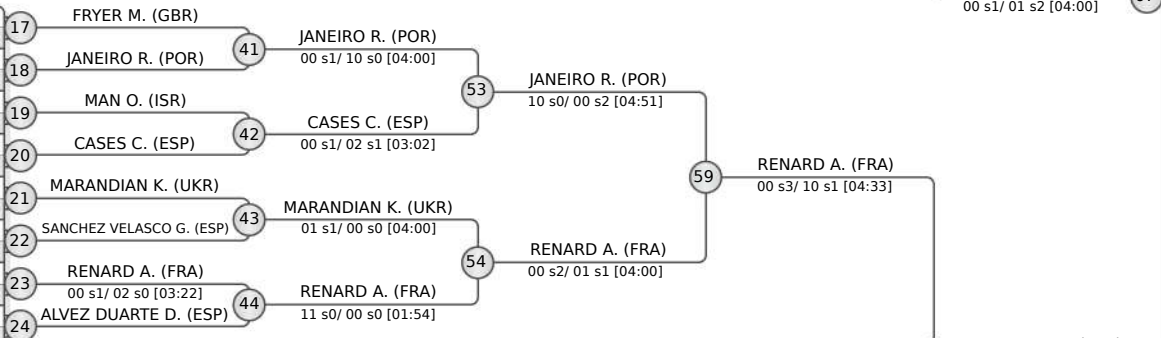 00 s1/ 01 s2 [04:00]
17
FRYER M. (GBR)
41
JANEIRO R. (POR)
00 s1/ 10 s0 [04:00]
18
JANEIRO R. (POR)
53
JANEIRO R. (POR)
10 s0/ 00 s2 [04:51]
19
MAN O. (ISR)
42
CASES C. (ESP)
00 s1/ 02 s1 [03:02]
20
CASES C. (ESP)
59
RENARD A. (FRA)
00 s3/ 10 s1 [04:33]
21
MARANDIAN K. (UKR)
43
MARANDIAN K. (UKR)
01 s1/ 00 s0 [04:00]
22
SANCHEZ VELASCO G. (ESP)
54
RENARD A. (FRA)
00 s2/ 01 s1 [04:00]
23
RENARD A. (FRA)
00 s1/ 02 s0 [03:22]
44
RENARD A. (FRA)
11 s0/ 00 s0 [01:54]
24
ALVEZ DUARTE D. (ESP)